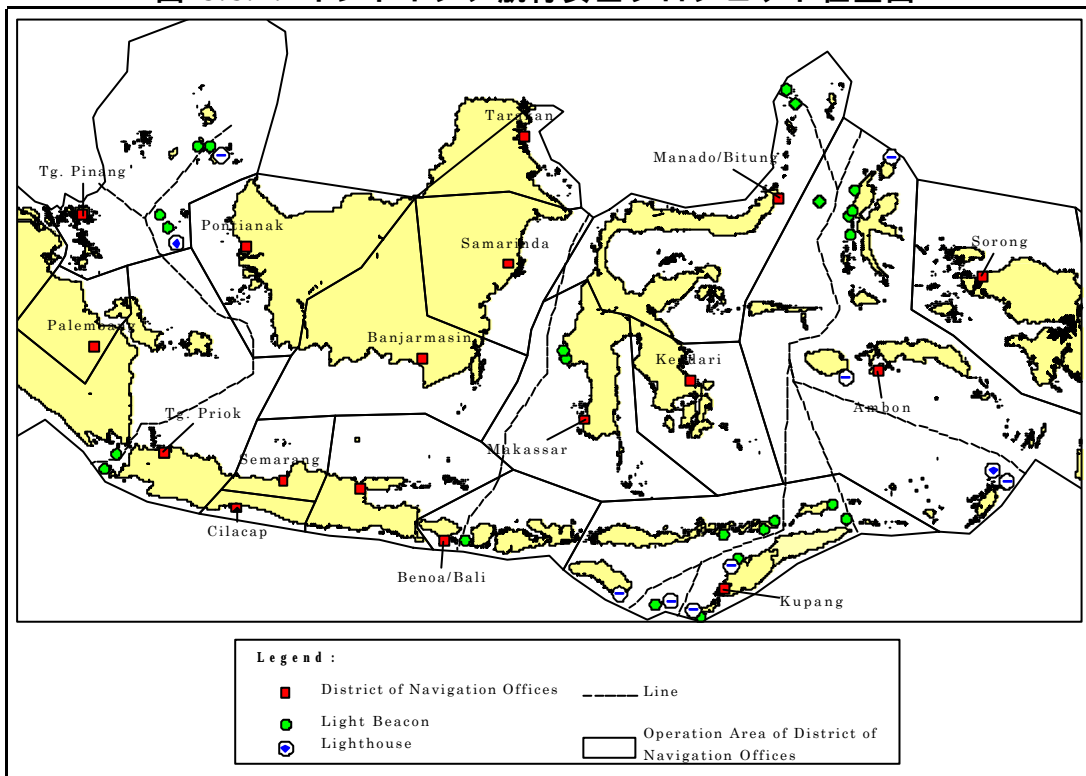 Tarakan
Manado/Bitung
Tg. Pinang
Pontianak
Samarinda
Sorong
Palembang
Banjarmasin
Kendari
Tg. Priok
Ambon
Semarang
Makassar
Cilacap
Benoa/Bali
Kupang
Legend :
District of Navigation Offices
Line
Light Beacon
Lighthouse
Operation Area of District of
Navigation Offices